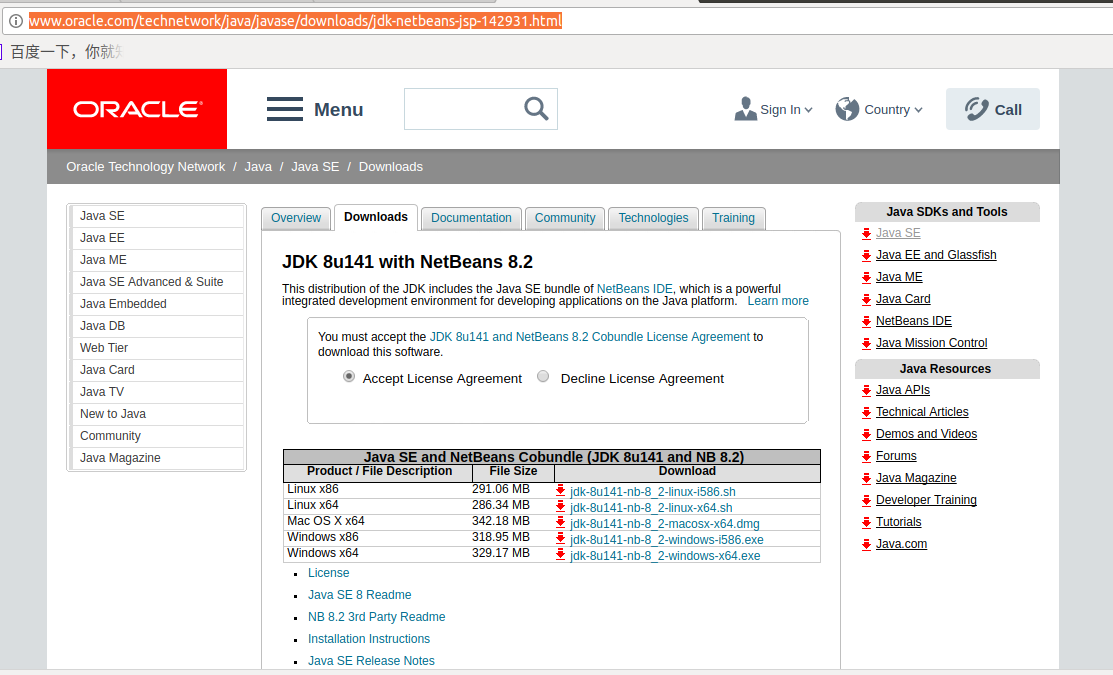 www.oracle.com/technetwork/java/javase/downloads/jdk-netbeans-jsp-142931.html
百度一下，你就知
ORACLE®
Menu
Sign In
Country
Call
Oracle Technology Network / Java / Java SE / Downloads
Java SE
Java EE
Java ME
Java SE Advanced & Suite
Java Embedded
Java DB
Web Tier
Java Card
Java TV
New to Java
Community
Java Magazine
Overview
Downloads
Documentation
Community
Technologies
Training
JDK 8u141 with NetBeans 8.2
This distribution of the JDK includes the Java SE bundle of NetBeans IDE, which is a powerful
integrated development environment for developing applications on the Java platform. Learn more
You must accept the JDK 8u141 and NetBeans 8.2 Cobundle License Agreement to
download this software.
Accept License Agreement Decline License Agreement
Java SE and NetBeans Cobundle (JDK 8u141 and NB 8.2)
Product / File Description File Size Download
Linux x86 291.06 MB jdk-8u141-nb-8_2-linux-i586.sh
Linux x64 286.34 MB jdk-8u141-nb-8_2-linux-x64.sh
Mac OS X x64 342.18 MB jdk-8u141-nb-8_2-macosx-x64.dmg
Windows x86 318.95 MB jdk-8u141-nb-8_2-windows-i586.exe
Windows x64 329.17 MB jdk-8u141-nb-8_2-windows-x64.exe
License
Java SE 8 Readme
NB 8.2 3rd Party Readme
Installation Instructions
Java SE Release Notes
Java SDKs and Tools
Java SE
Java EE and Glassfish
Java ME
Java Card
NetBeans IDE
Java Mission Control
Java Resources
Java APIs
Technical Articles
Demos and Videos
Forums
Java Magazine
Developer Training
Tutorials
Java.com